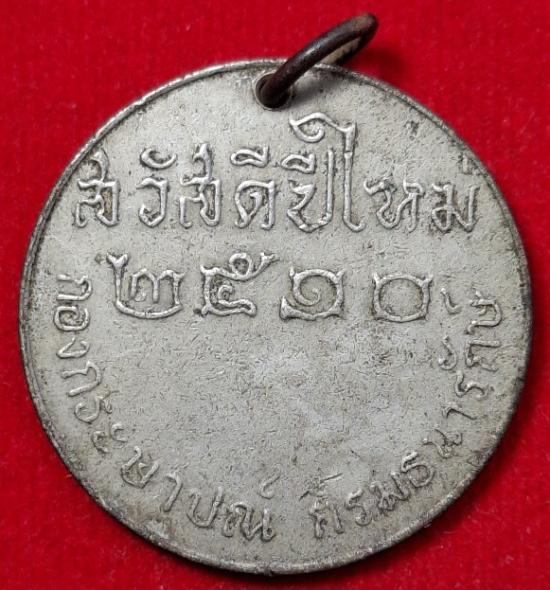 สวัสดีปีใหม่
๒๕๑๐
กองกระษาปณ์ กรมธนารักษ์